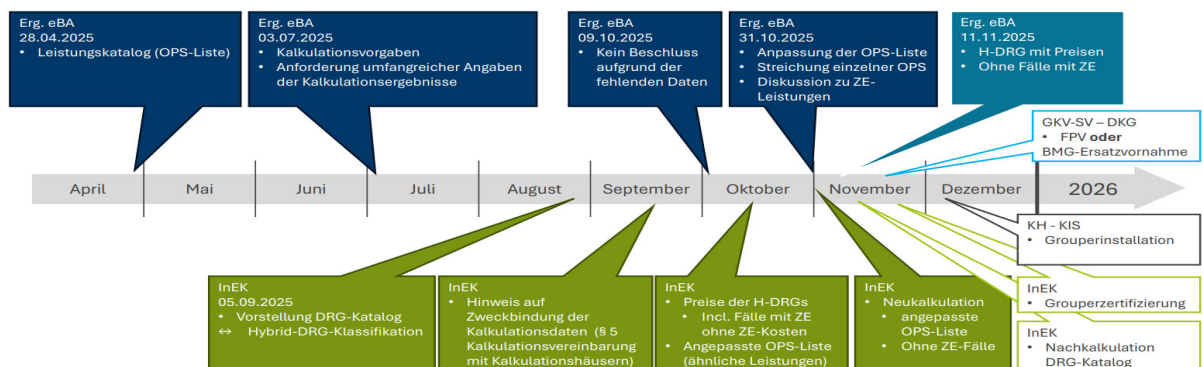 Erg. eBA
28.04.2025
• Leistungskatalog (OPS-Liste)
Erg. eBA
03.07.2025
• Kalkulationsvorgaben
• Anforderung umfangreicher Angaben
der Kalkulationsergebnisse
Erg. eBA
09.10.2025
• Kein Beschluss
aufgrund der
fehlenden Daten
Erg. eBA
31.10.2025
• Anpassung der OPS-Liste
• Streichung einzelner OPS
• Diskussion zu ZE-
Leistungen
Erg. eBA
11.11.2025
• H-DRG mit Preisen
• Ohne Fälle mit ZE
GKV-SV – DKG
• FPV oder
BMG-Ersatzvornahme
April
Mai
Juni
Juli
August
September
Oktober
November
Dezember
2026
KH - KIS
• Grouperinstallation
InEK
05.09.2025
• Vorstellung DRG-Katalog
↔ Hybrid-DRG-Klassifikation
InEK
• Hinweis auf
Zweckbindung der
Kalkulationsdaten (§ 5
Kalkulationsvereinbarung
mit Kalkulationshäusern)
InEK
• Preise der H-DRGs
• Incl. Fälle mit ZE
ohne ZE-Kosten
• Angepasste OPS-Liste
(ähnliche Leistungen)
InEK
• Neukalkulation
• angepasste
OPS-Liste
• Ohne ZE-Fälle
InEK
• Grouperzertifizierung
InEK
• Nachkalkulation
DRG-Katalog